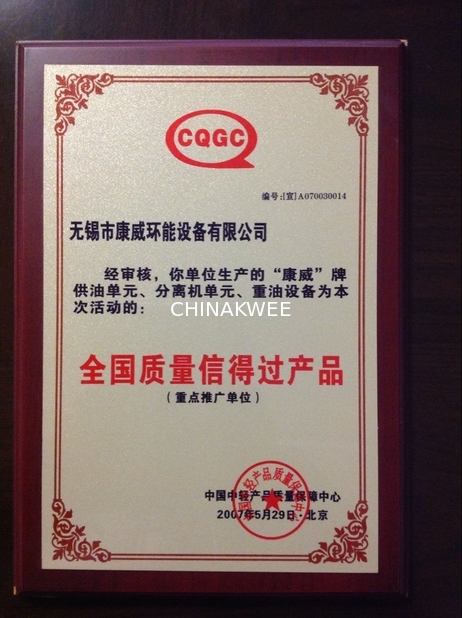 CQGC
编号:[宣]A070030014
无锡市康威环能设备有限公司
经审核，你单位生产的“康威”牌
供油单元、分离机单元、重油设备为本
次活动的：
CHINAKWEE
全国质量信得过产品
（重点推广单位）
中国中轻产品质量保障中心
2007年5月29日·北京